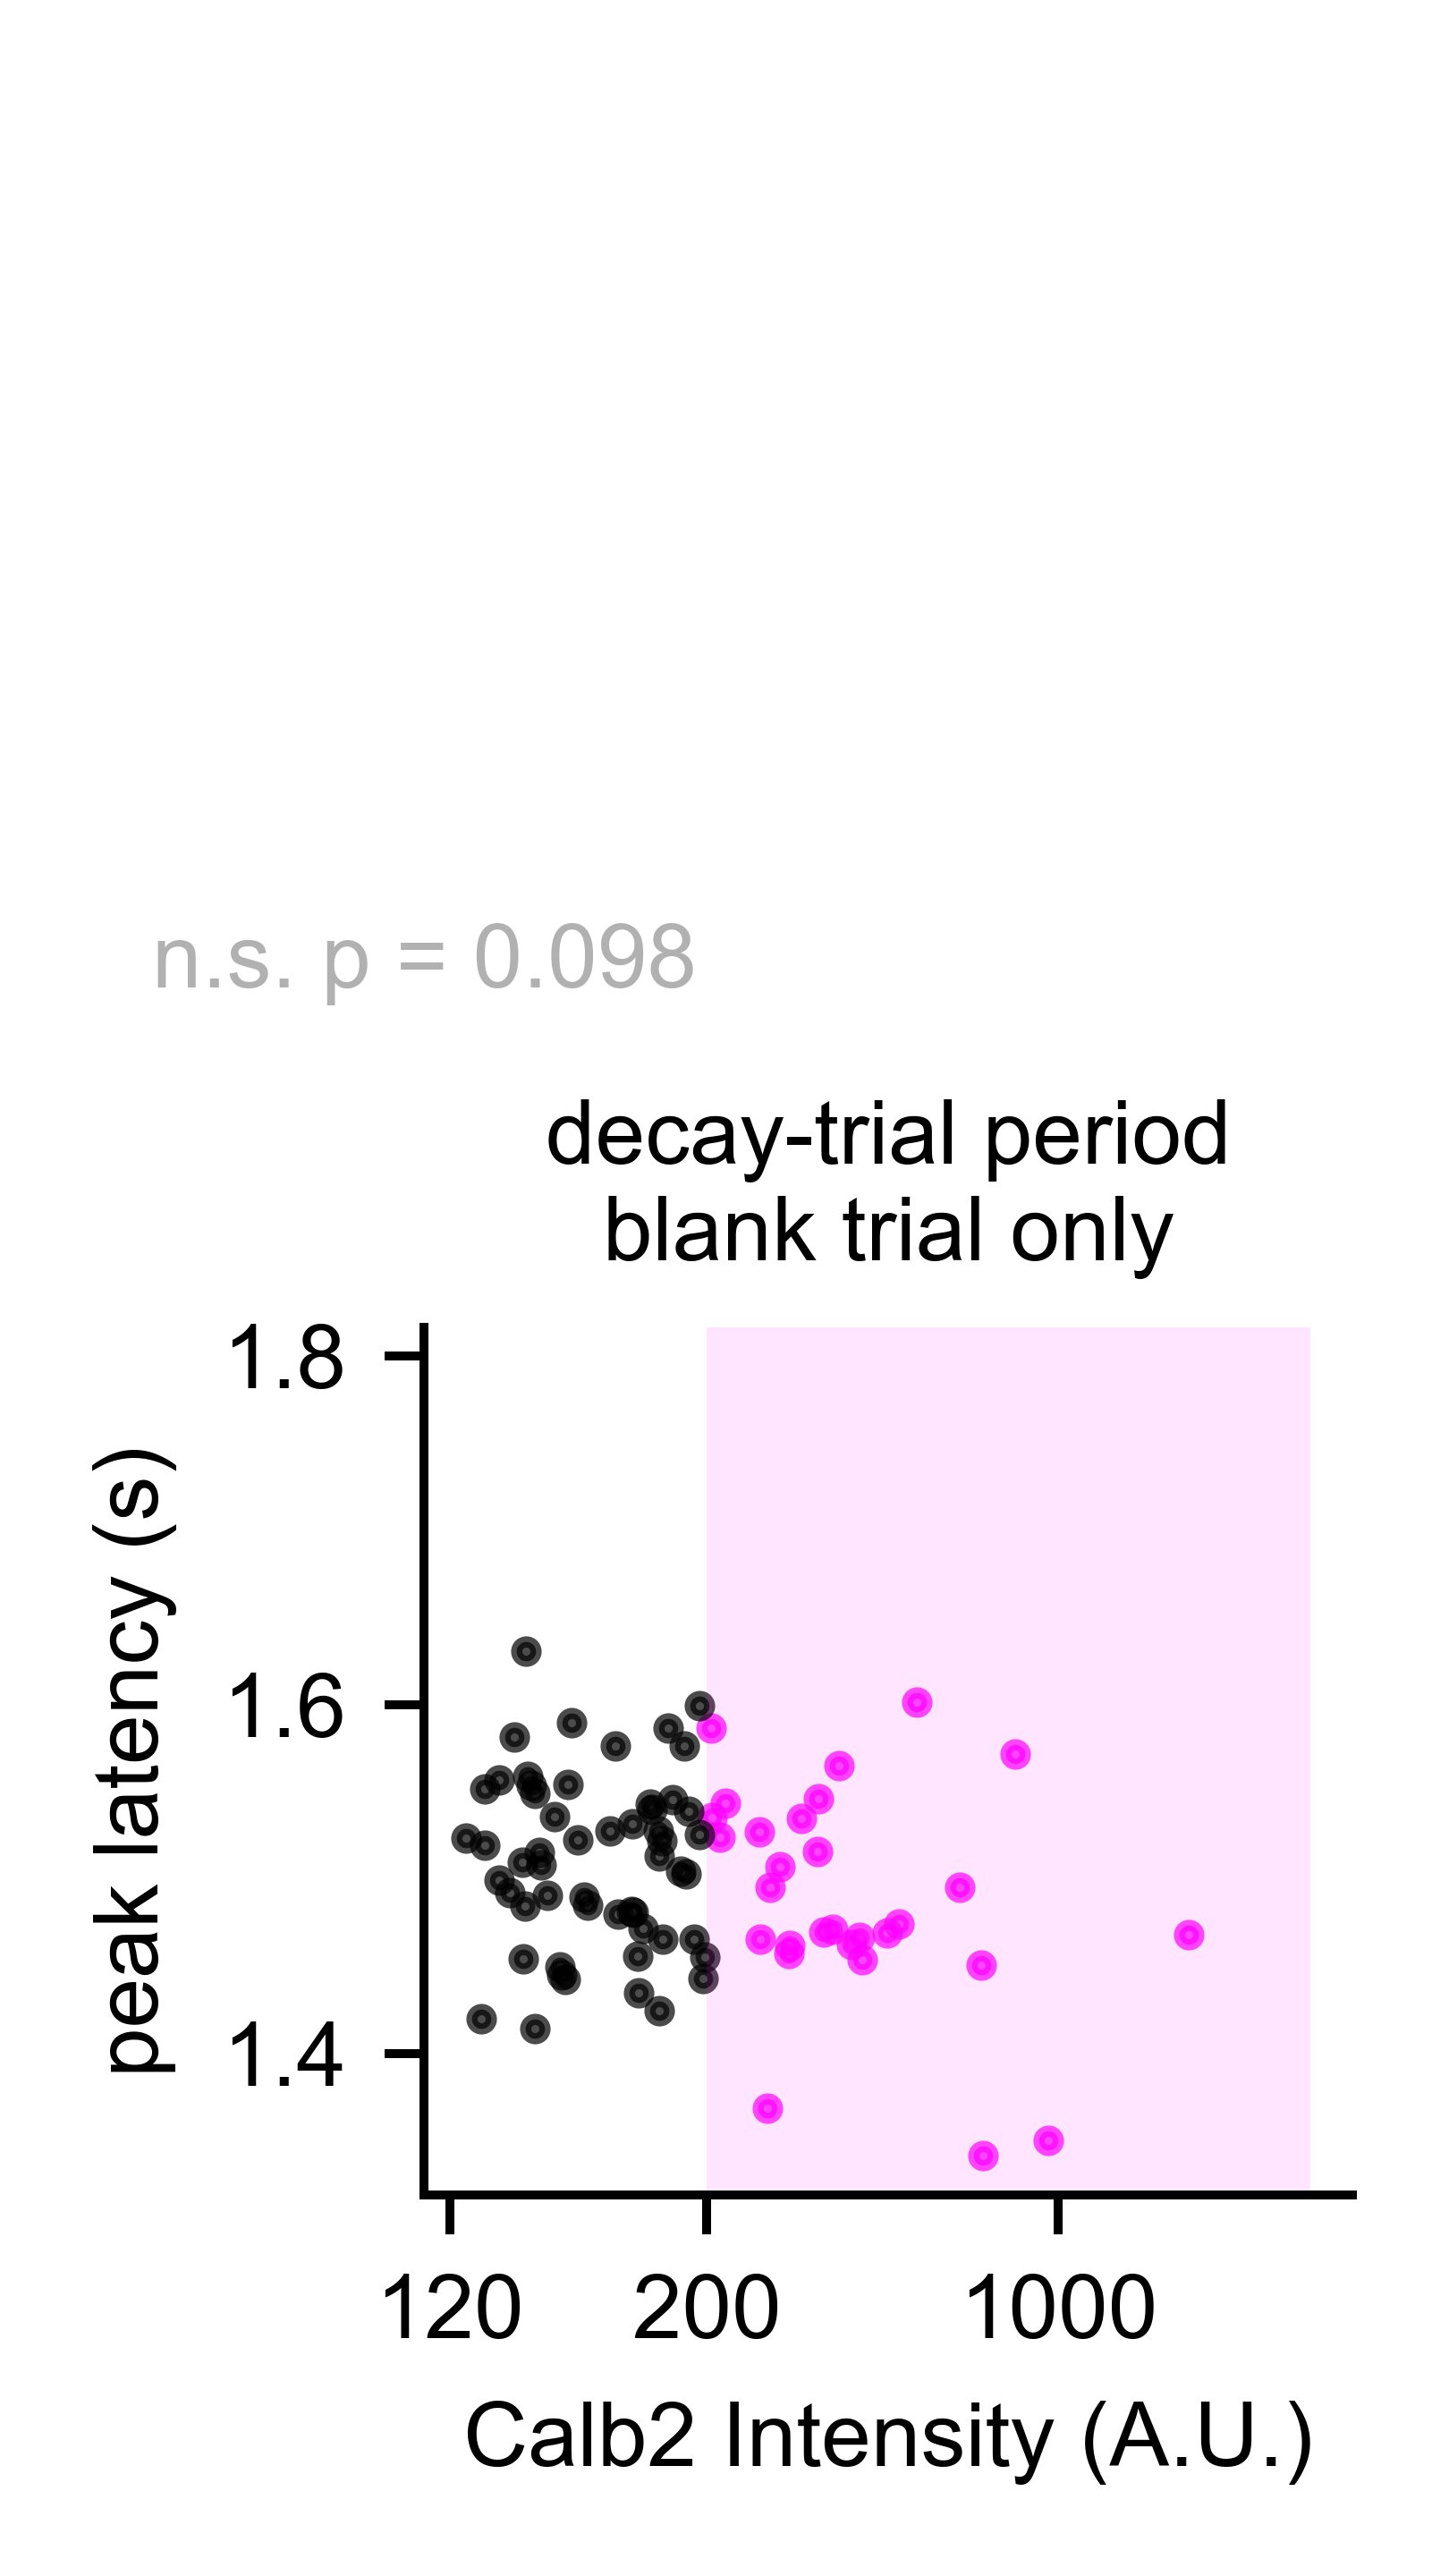 n.s. p = 0.098
decay-trial period
blank trial only
1.8
1.6
1.4
peak latency (s)
120 200 1000
Calb2 Intensity (A.U.)